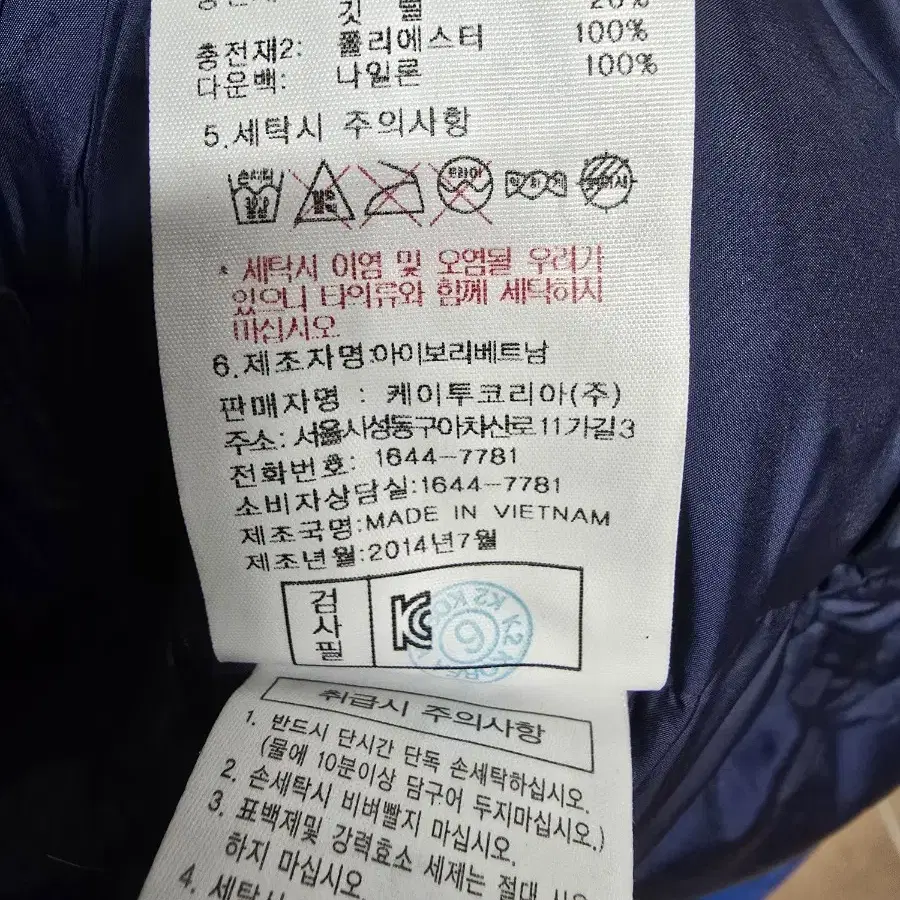 깃 털 20%
충전재2: 폴리에스터 100%
다운백: 나일론 100%
5.세탁시 주의사항
손세탁 드라이
* 세탁시 이염 및 오염될 우려가
있으니 타의류와 함께 세탁하지
마십시오
6.제조자명:아이보리베트남
판매자명 : 케이투코리아(주)
주소: 서울시성동구아차산로11가길3
전화번호: 1644-7781
소비자상담실:1644-7781
제조국명:MADE IN VIETNAM
제조년월:2014년7월
검사필
K2 KOREA
6
취급시 주의사항
1. 반드시 단시간 단독 손세탁하십시오.
(물에 10분이상 담구어 두지마십시오.)
2. 손세탁시 비벼빨지 마십시오.
3. 표백제및 강력효소 세제는 절대 사용
하지 마십시오
4. 세탁시